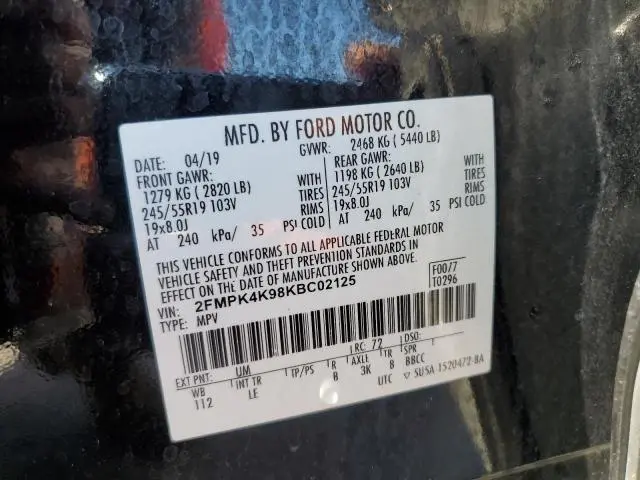 MFD. BY FORD MOTOR CO.
DATE: 04/19 GVWR: 2468 KG ( 5440 LB)
FRONT GAWR: REAR GAWR:
1279 KG ( 2820 LB) WITH 1198 KG ( 2640 LB) WITH
245/55R19 103V TIRES 245/55R19 103V TIRES
19x8.0J RIMS 19x8.0J RIMS
AT 240 kPa/ 35 PSI COLD AT 240 kPa/ 35 PSI COLD
THIS VEHICLE CONFORMS TO ALL APPLICABLE FEDERAL MOTOR
VEHICLE SAFETY AND THEFT PREVENTION STANDARDS IN
EFFECT ON THE DATE OF MANUFACTURE SHOWN ABOVE.
VIN: 2FMPK4K98KBC02125 F00/7
TYPE: MPV T0296
EXT PNT: UM RC: 72 DSO:
WB INT TR TP/PS R AXLE TR SPR
112 LE B 3K 8 BBCC
UTC SUSA 1520472-BA